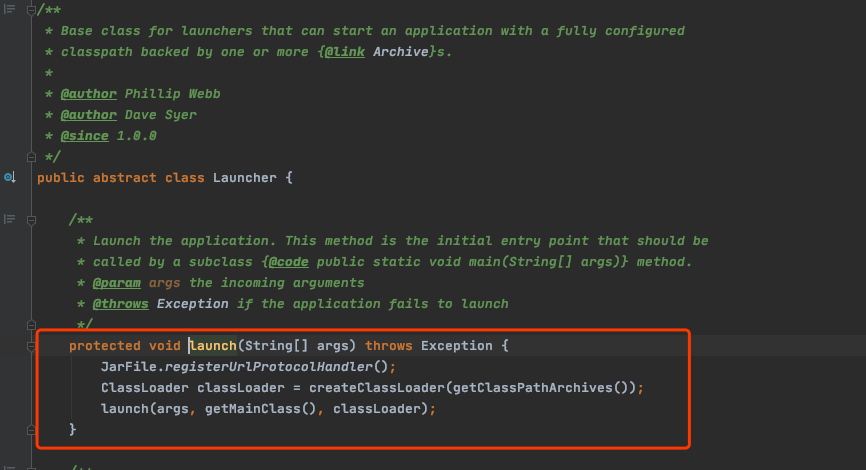 /**
* Base class for launchers that can start an application with a fully configured
* classpath backed by one or more {@link Archive}s.
*
* @author Phillip Webb
* @author Dave Syer
* @since 1.0.0
*/
public abstract class Launcher {
/**
* Launch the application. This method is the initial entry point that should be
* called by a subclass {@code public static void main(String[] args)} method.
* @param args the incoming arguments
* @throws Exception if the application fails to launch
*/
protected void launch(String[] args) throws Exception {
JarFile.registerUrlProtocolHandler();
ClassLoader classLoader = createClassLoader(getClassPathArchives());
launch(args, getMainClass(), classLoader);
}
/**